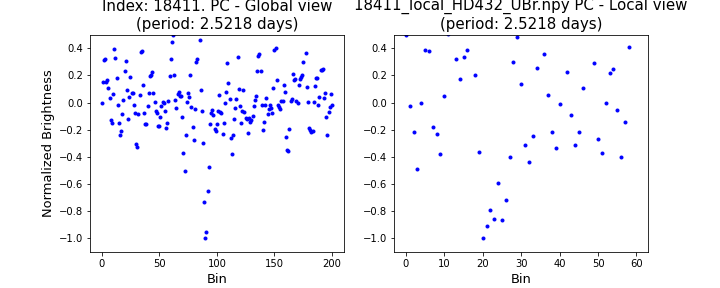 Index: 18411. PC - Global view
(period: 2.5218 days)
18411_local_HD432_UBr.npy PC - Local view
(period: 2.5218 days)
Normalized Brightness
0.4
0.2
0.0
−0.2
−0.4
−0.6
−0.8
−1.0
0 50 100 150 200
Bin
0.4
0.2
0.0
−0.2
−0.4
−0.6
−0.8
−1.0
0 10 20 30 40 50 60
Bin